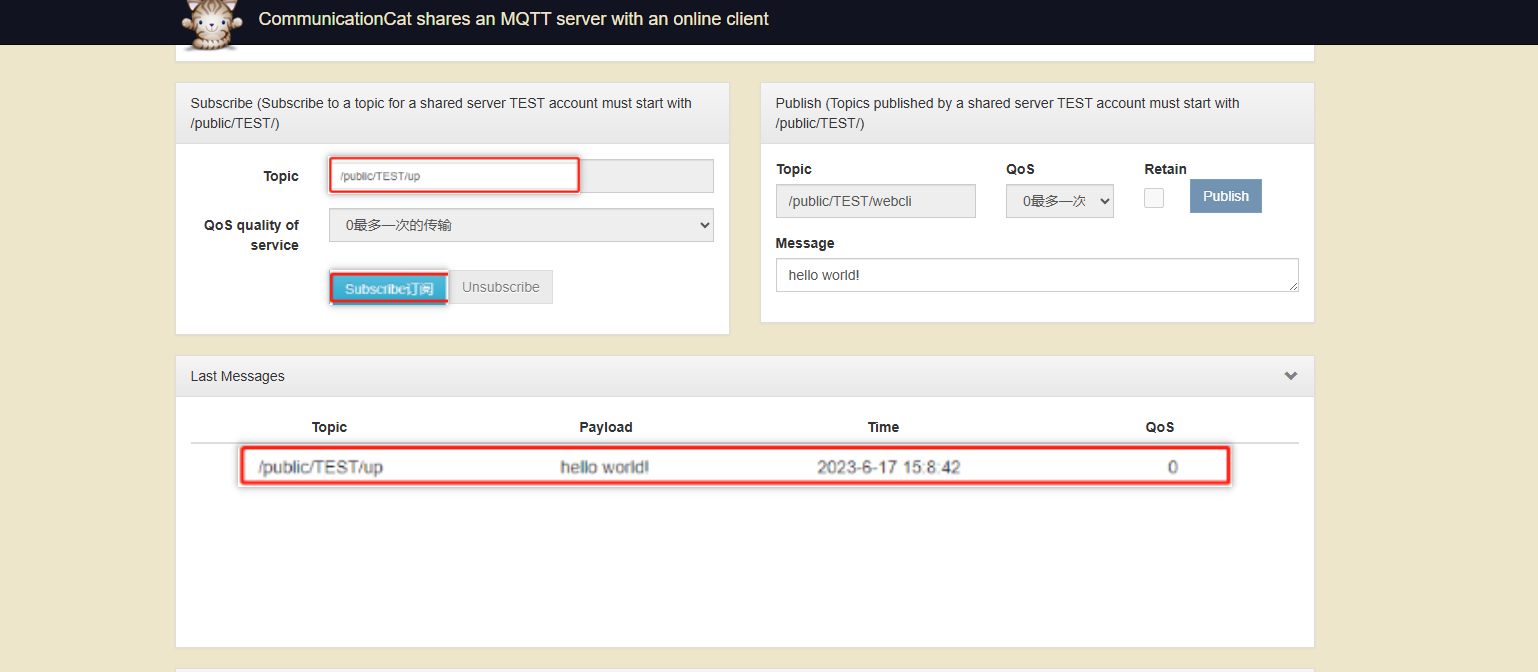 CommunicationCat shares an MQTT server with an online client
Subscribe (Subscribe to a topic for a shared server TEST account must start with
/public/TEST/)
Topic
/public/TEST/up
QoS quality of
service
0最多一次的传输
Subscribe订阅
Unsubscribe
Publish (Topics published by a shared server TEST account must start with
/public/TEST/)
Topic QoS Retain
/public/TEST/webcli 0最多一次 Publish
Message
hello world!
Last Messages
Topic Payload Time QoS
/public/TEST/up hello world! 2023-6-17 15:8:42 0